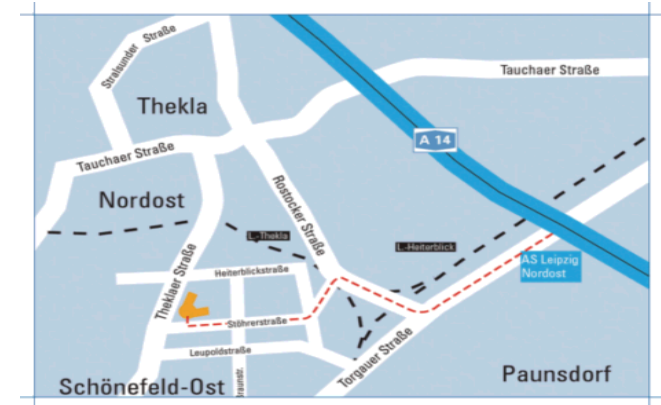 Stralsunder Straße
Tauchaer Straße
Thekla
A 14
Tauchaer Straße
Nordost
Rostocker Straße
L.-Thekla
L.-Heiterblick
Theklaer Straße
AS Leipzig
Nordost
Heiterblickstraße
Stöhrerstraße
Leupoldstraße
Torgauer Straße
Paunsdorf
Schönefeld-Ost